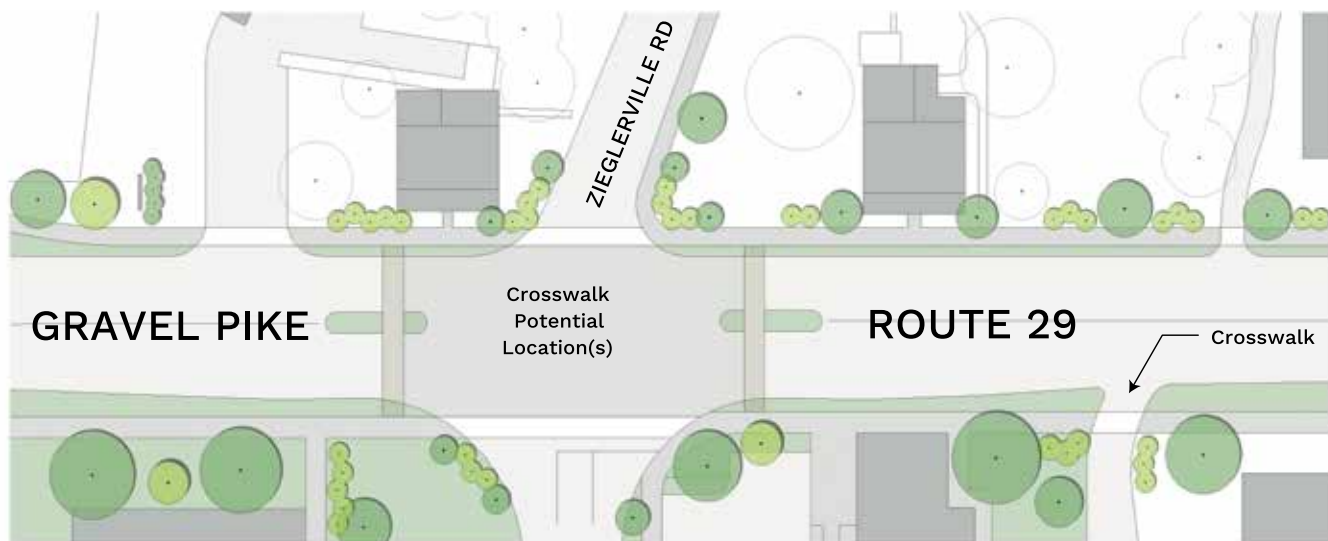 ZIEGLERVILLE RD
GRAVEL PIKE
Crosswalk
Potential
Location(s)
ROUTE 29
Crosswalk